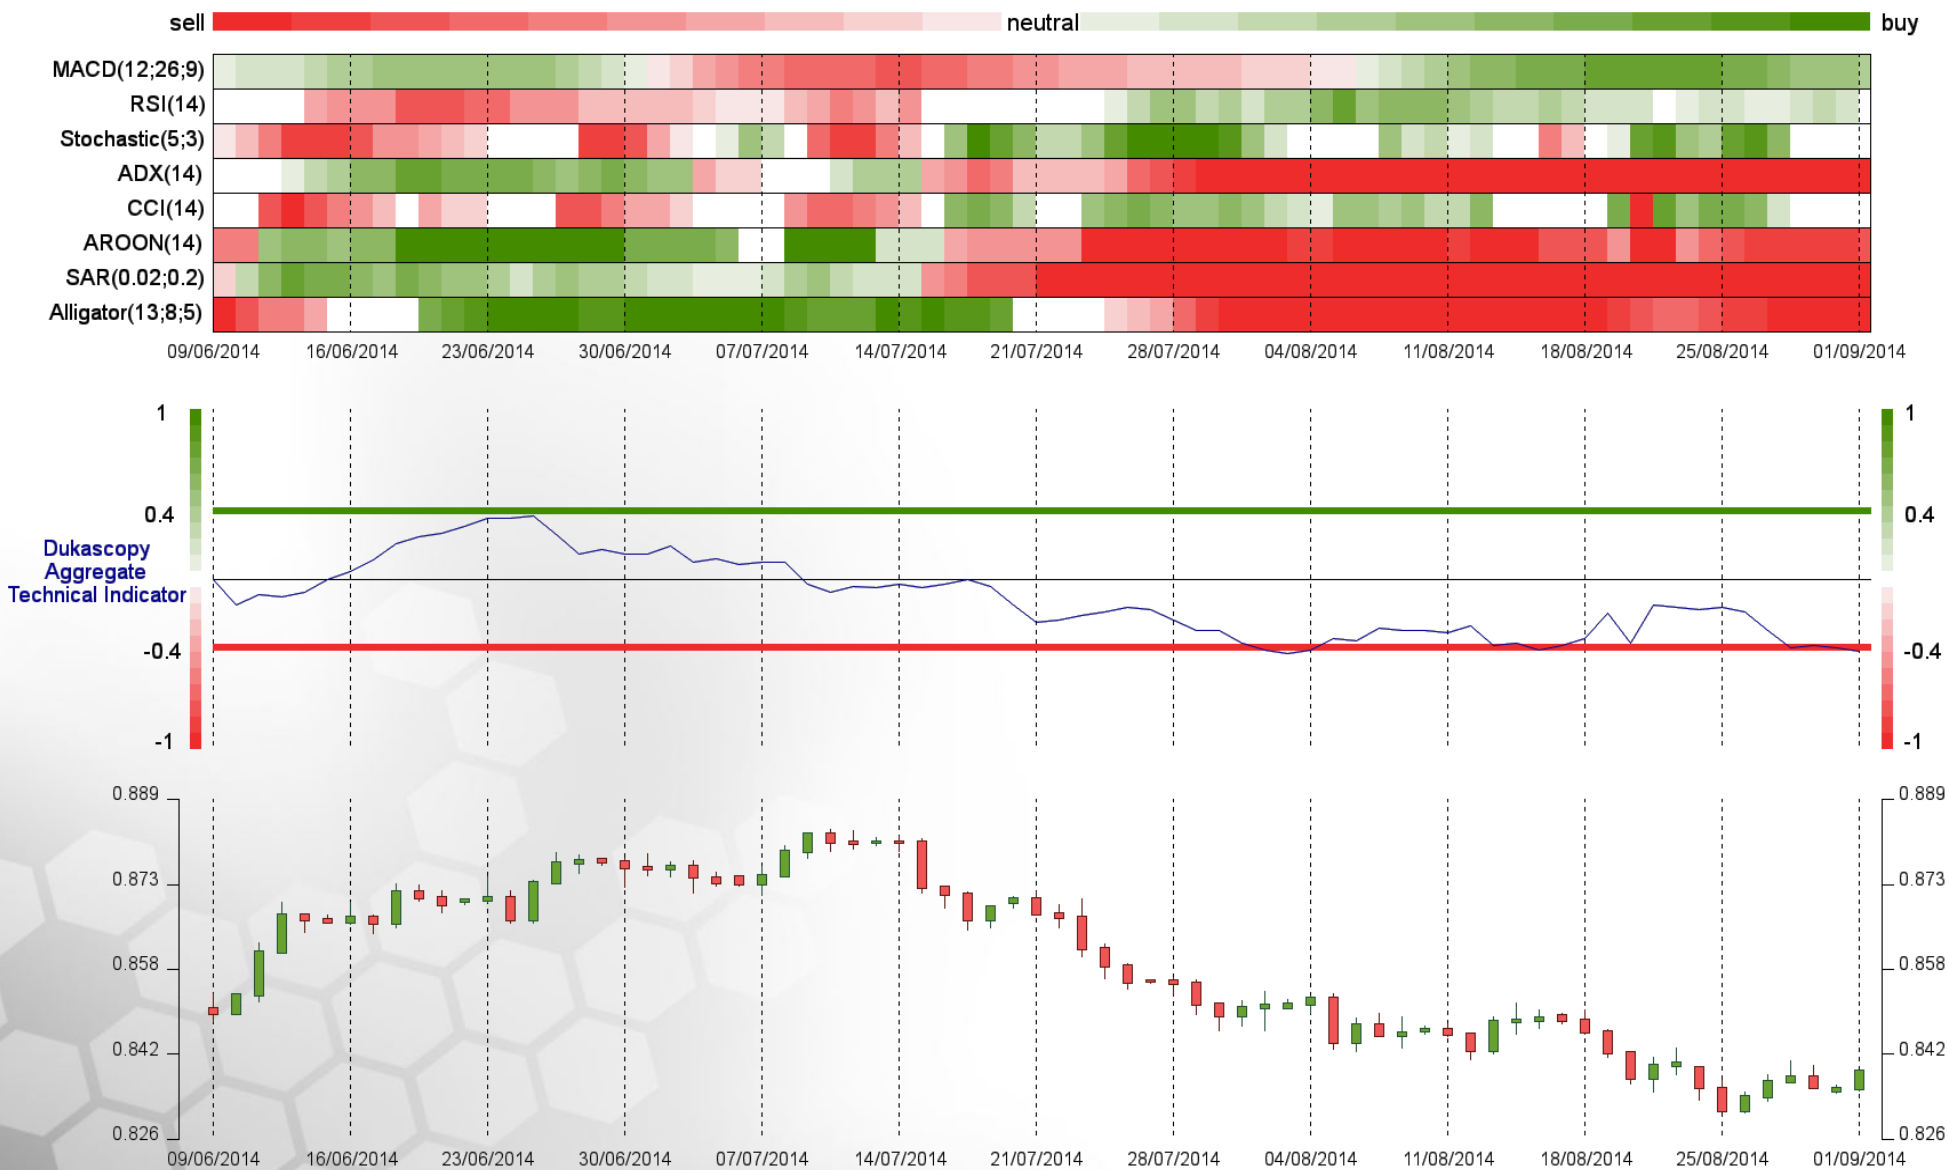 sell neutral buy
MACD(12;26;9)
RSI(14)
Stochastic(5;3)
ADX(14)
CCI(14)
AROON(14)
SAR(0.02;0.2)
Alligator(13;8;5)
09/06/2014 16/06/2014 23/06/2014 30/06/2014 07/07/2014 14/07/2014 21/07/2014 28/07/2014 04/08/2014 11/08/2014 18/08/2014 25/08/2014 01/09/2014
1 1
0.4 0.4
Dukascopy
Aggregate
Technical Indicator
-0.4 -0.4
-1 -1
0.889 0.889
0.873 0.873
0.858 0.858
0.842 0.842
0.826 0.826
09/06/2014 16/06/2014 23/06/2014 30/06/2014 07/07/2014 14/07/2014 21/07/2014 28/07/2014 04/08/2014 11/08/2014 18/08/2014 25/08/2014 01/09/2014